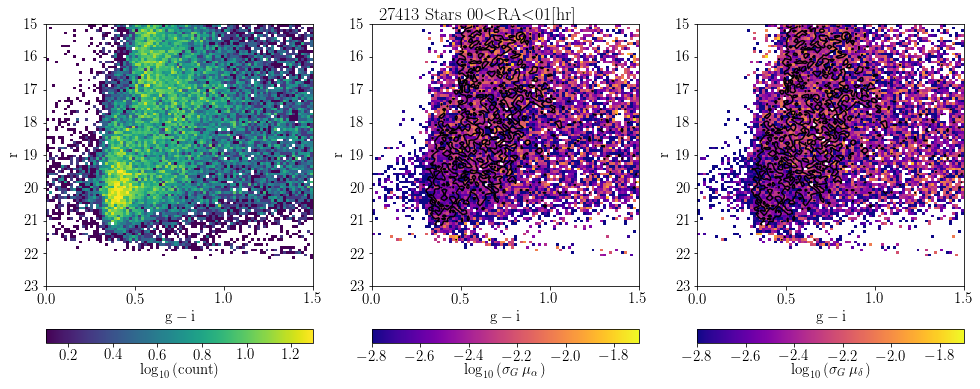 27413 Stars 00<RA<01[hr]
15
16
17
18
19
20
21
22
23
r
0.0 0.5 1.0 1.5
g − i
0.2 0.4 0.6 0.8 1.0 1.2
log10(count)
15
16
17
18
19
20
21
22
23
r
0.0 0.5 1.0 1.5
g − i
−2.8 −2.6 −2.4 −2.2 −2.0 −1.8
log10(σG μα)
15
16
17
18
19
20
21
22
23
r
0.0 0.5 1.0 1.5
g − i
−2.8 −2.6 −2.4 −2.2 −2.0 −1.8
log10(σG μδ)